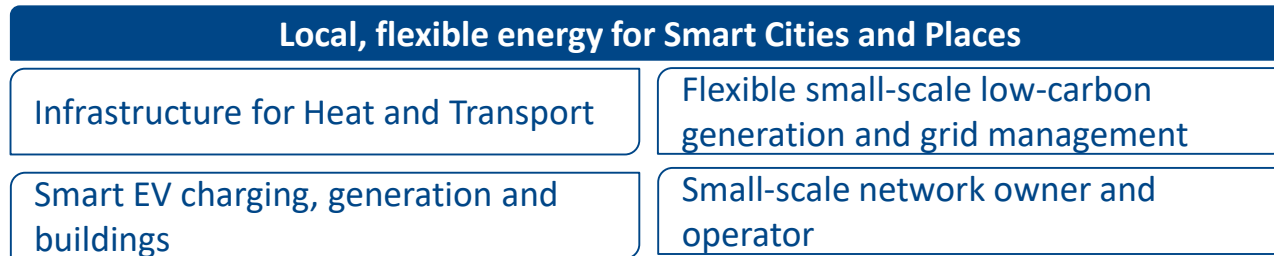 Local, flexible energy for Smart Cities and Places
Infrastructure for Heat and Transport
Flexible small-scale low-carbon
generation and grid management
Smart EV charging, generation and
buildings
Small-scale network owner and
operator